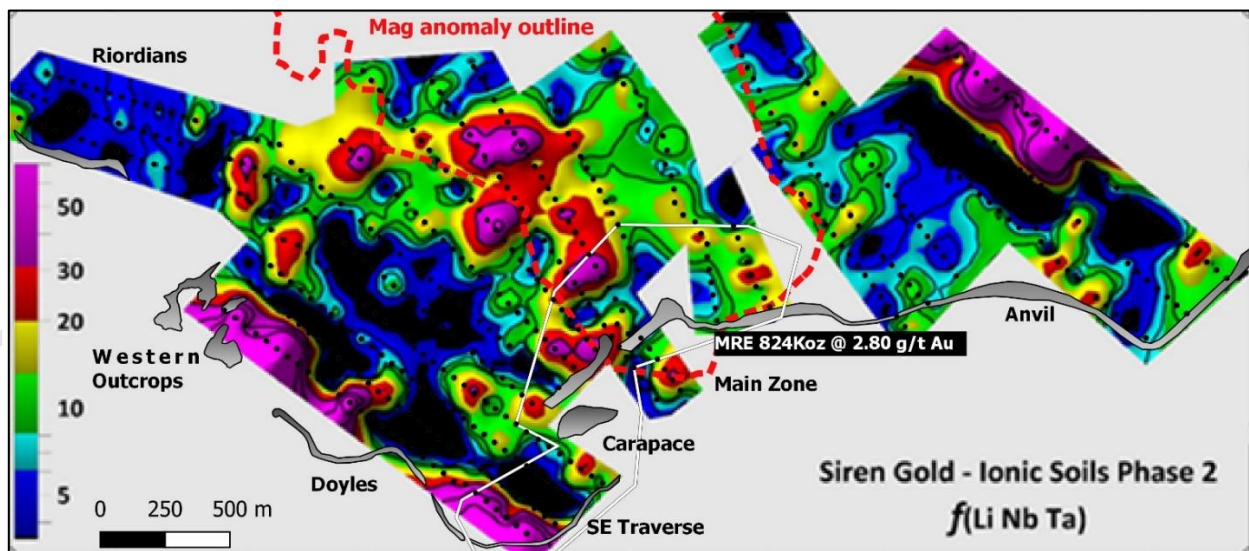 Mag anomaly outline
Riordians
50
30
20
10
5
Western
Outcrops
Anvil
MRE 824Koz @ 2.80 g/t Au
Main Zone
Carapace
Doyles
SE Traverse
0 250 500 m
Siren Gold - Ionic Soils Phase 2
f(Li Nb Ta)